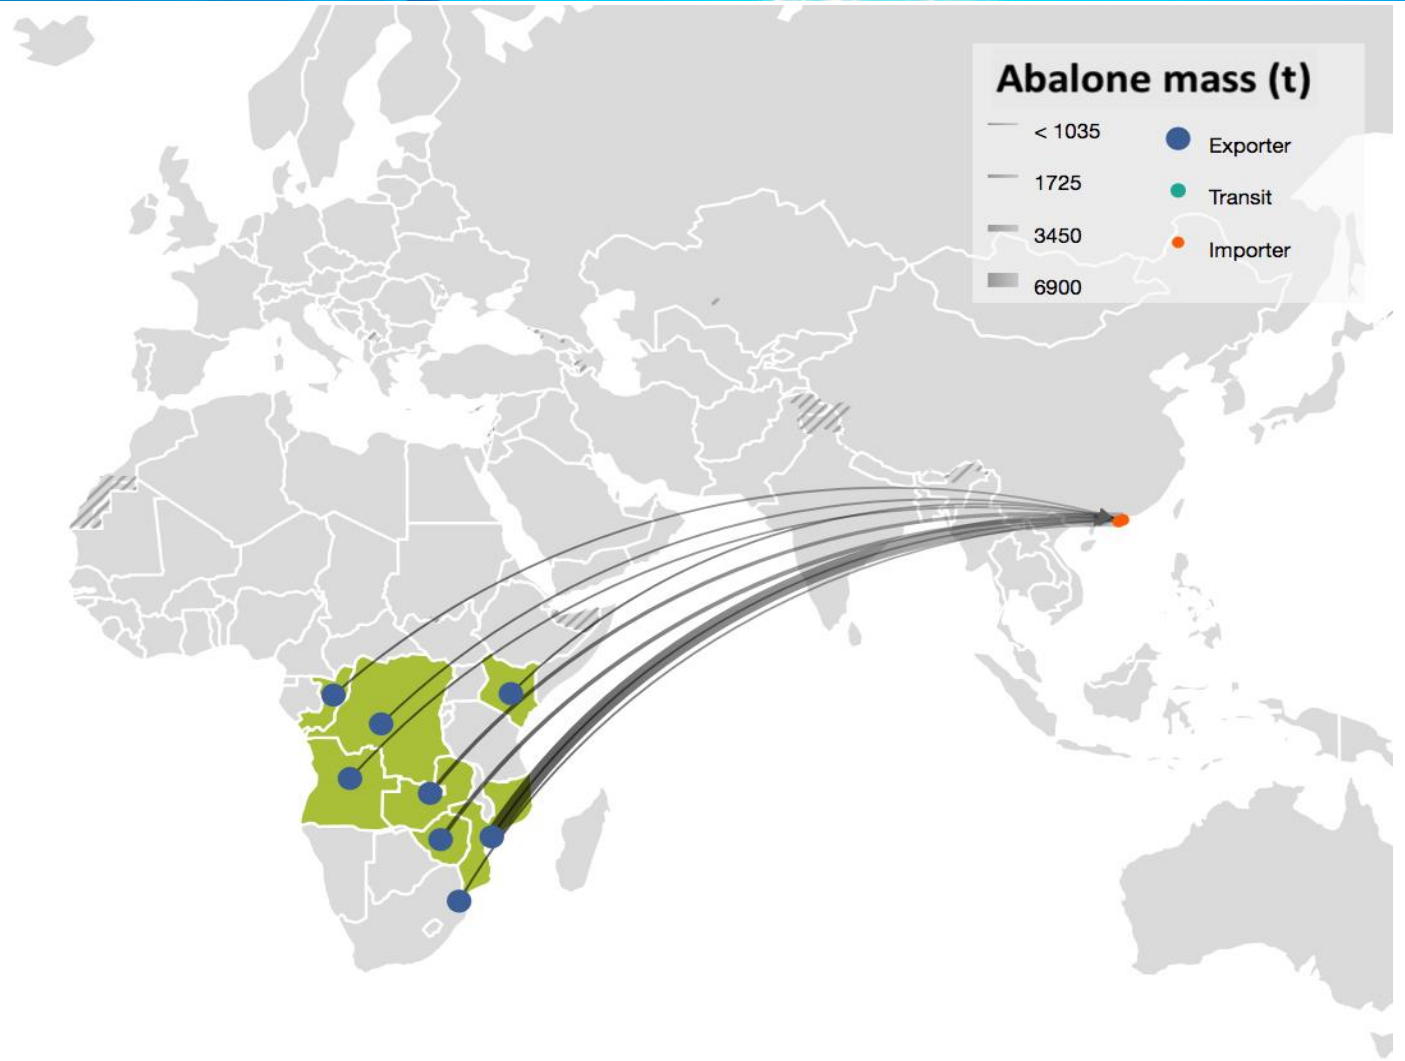 Abalone mass (t)
< 1035
1725
3450
6900
Exporter
Transit
Importer